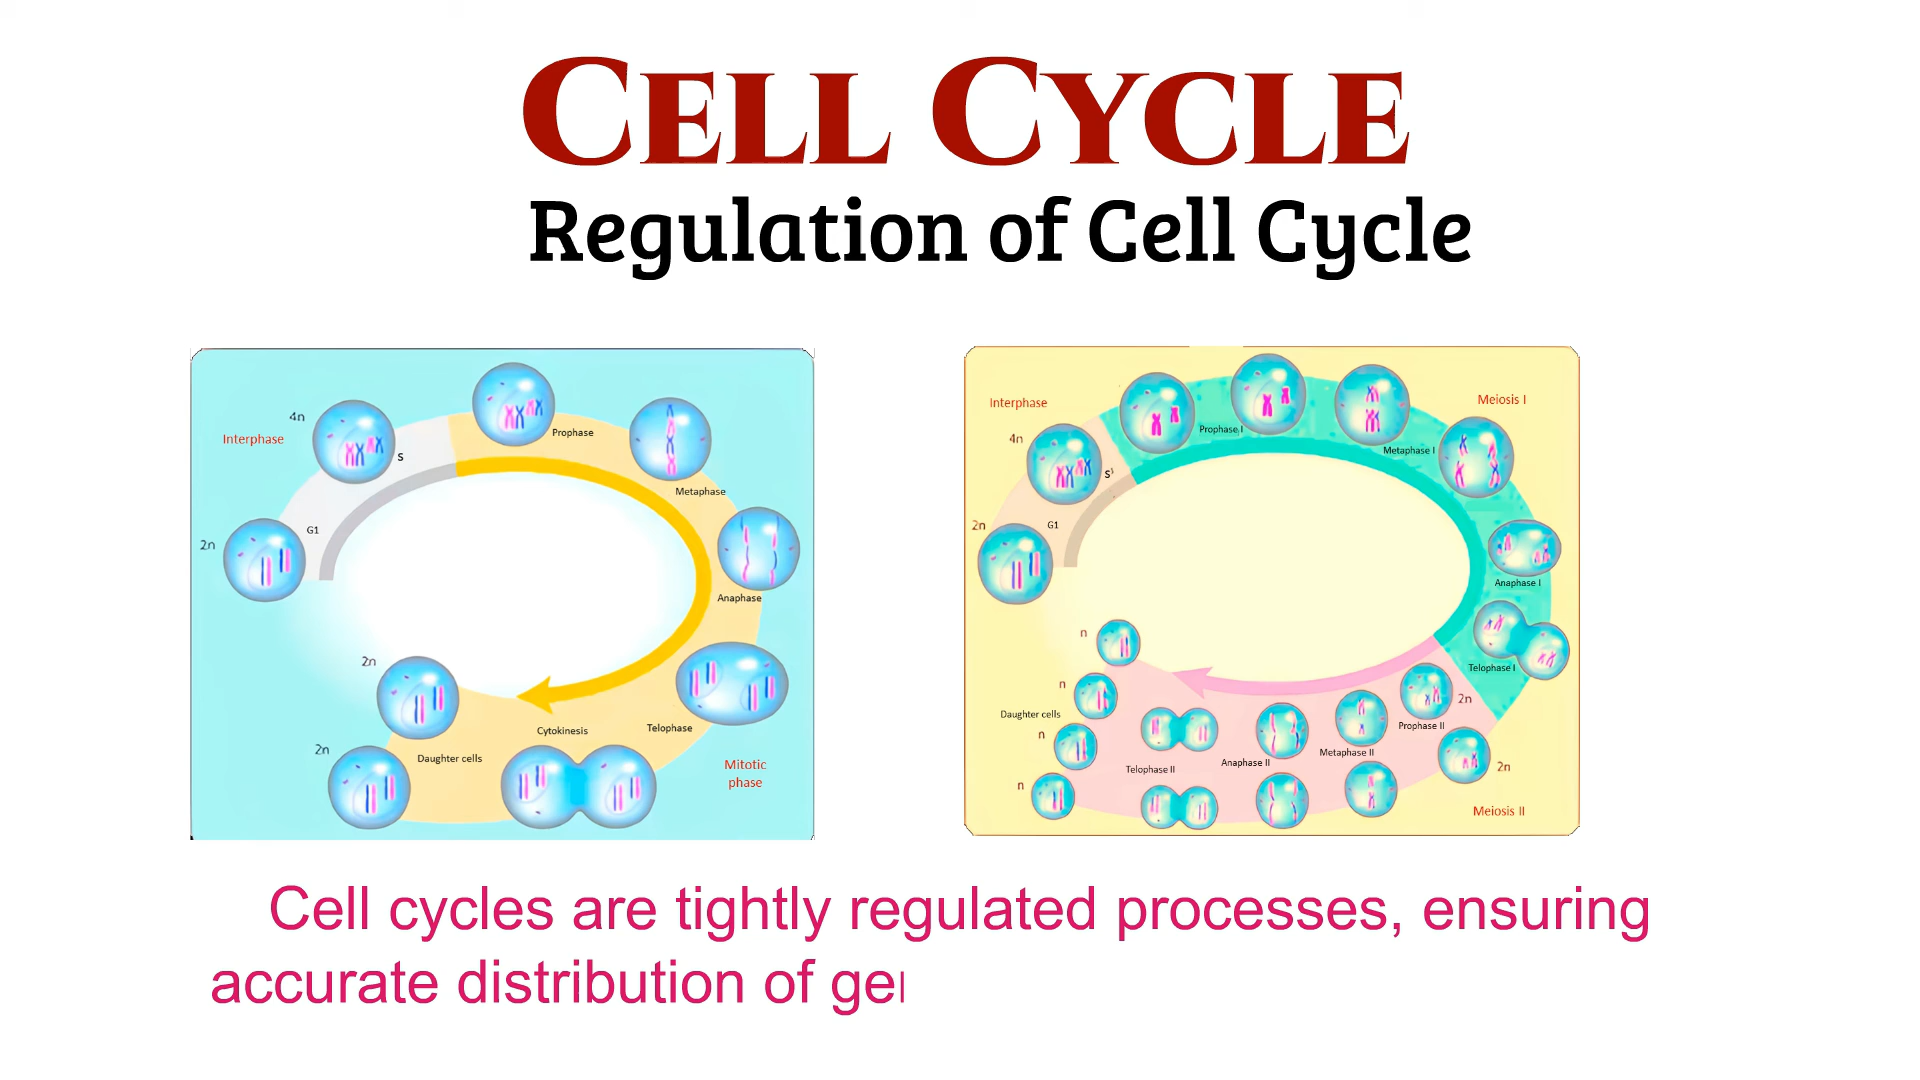 CELL CYCLE
Regulation of Cell Cycle
Interphase
4n
S
2n
G1
Prophase
Metaphase
Anaphase
Telophase
Cytokinesis
Daughter cells
2n
2n
Mitotic
phase
Interphase
4n
S
2n
G1
Prophase I
Metaphase I
Meiosis I
Anaphase I
Telophase I
2n
Prophase II
2n
Metaphase II
Anaphase II
Telophase II
Daughter cells
n
n
n
n
Meiosis II
Cell cycles are tightly regulated processes, ensuring
accurate distribution of